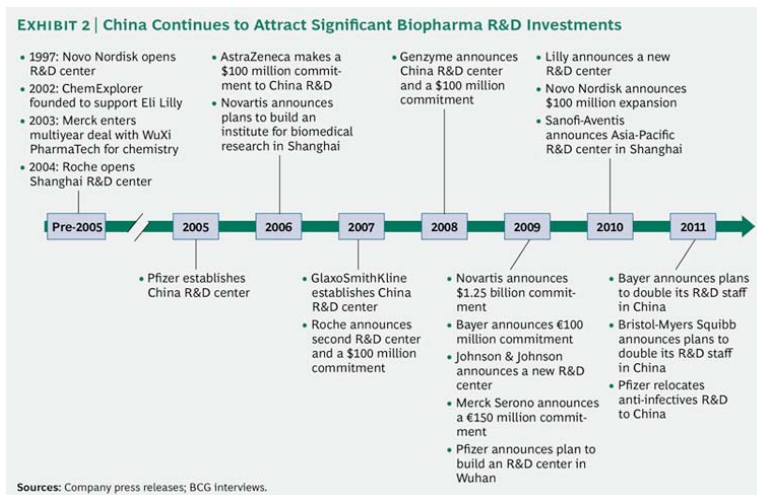 EXHIBIT 2 | China Continues to Attract Significant Biopharma R&D Investments
• 1997: Novo Nordisk opens
R&D center
• 2002: ChemExplorer
founded to support Eli Lilly
• 2003: Merck enters
multiyear deal with WuXi
PharmaTech for chemistry
• 2004: Roche opens
Shanghai R&D center
• AstraZeneca makes a
$100 million commit-
ment to China R&D
• Novartis announces
plans to build an
institute for biomedical
research in Shanghai
• Genzyme announces
China R&D center
and a $100 million
commitment
• Lilly announces a new
R&D center
• Novo Nordisk announces
$100 million expansion
• Sanofi-Aventis
announces Asia-Pacific
R&D center in Shanghai
Pre-2005
2005
2006
2007
2008
2009
2010
2011
• Pfizer establishes
China R&D center
• GlaxoSmithKline
establishes China
R&D center
• Roche announces
second R&D center
and a $100 million
commitment
• Novartis announces
$1.25 billion commit-
ment
• Bayer announces €100
million commitment
• Johnson & Johnson
announces a new R&D
center
• Merck Serono announces
a €150 million commit-
ment
• Pfizer announces plan to
build an R&D center in
Wuhan
• Bayer announces plans
to double its R&D staff
in China
• Bristol-Myers Squibb
announces plans to
double its R&D staff
in China
• Pfizer relocates
anti-infectives R&D
to China
Sources: Company press releases; BCG interviews.